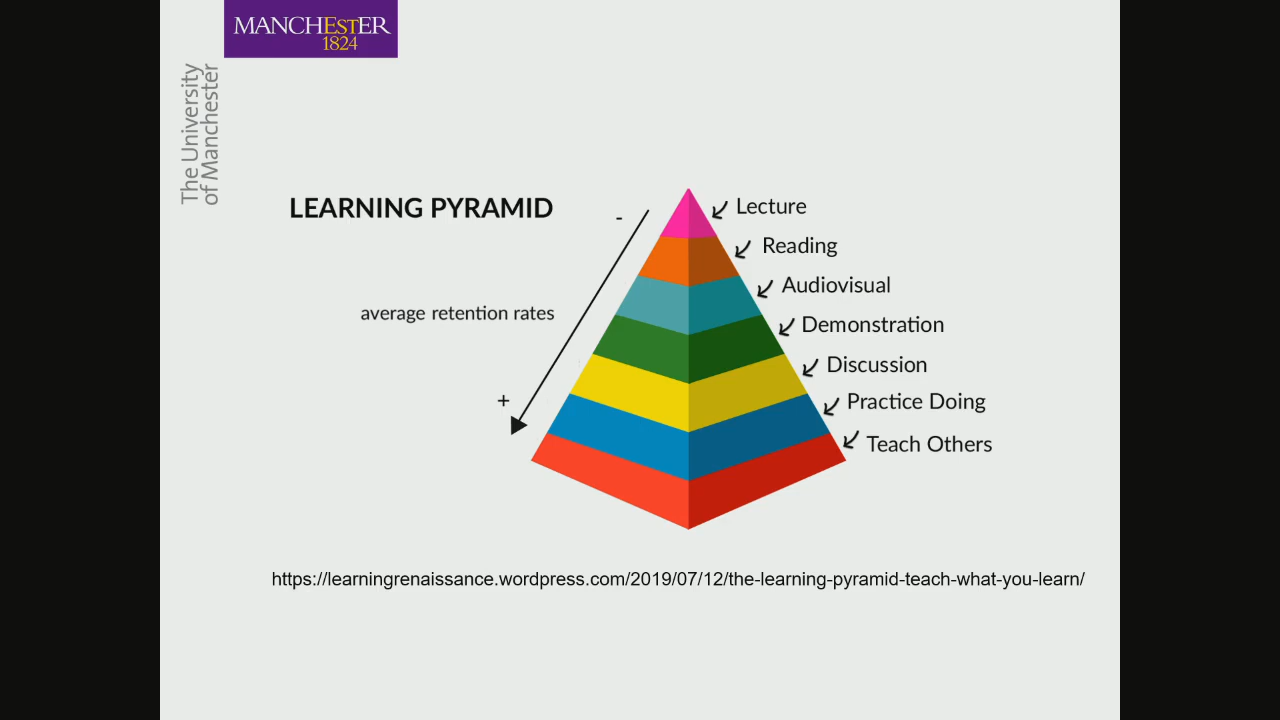 MANCHESTER
1824
The University
of Manchester
LEARNING PYRAMID
-
Lecture
Reading
Audiovisual
average retention rates
Demonstration
Discussion
+
Practice Doing
Teach Others
https://learningrenaissance.wordpress.com/2019/07/12/the-learning-pyramid-teach-what-you-learn/